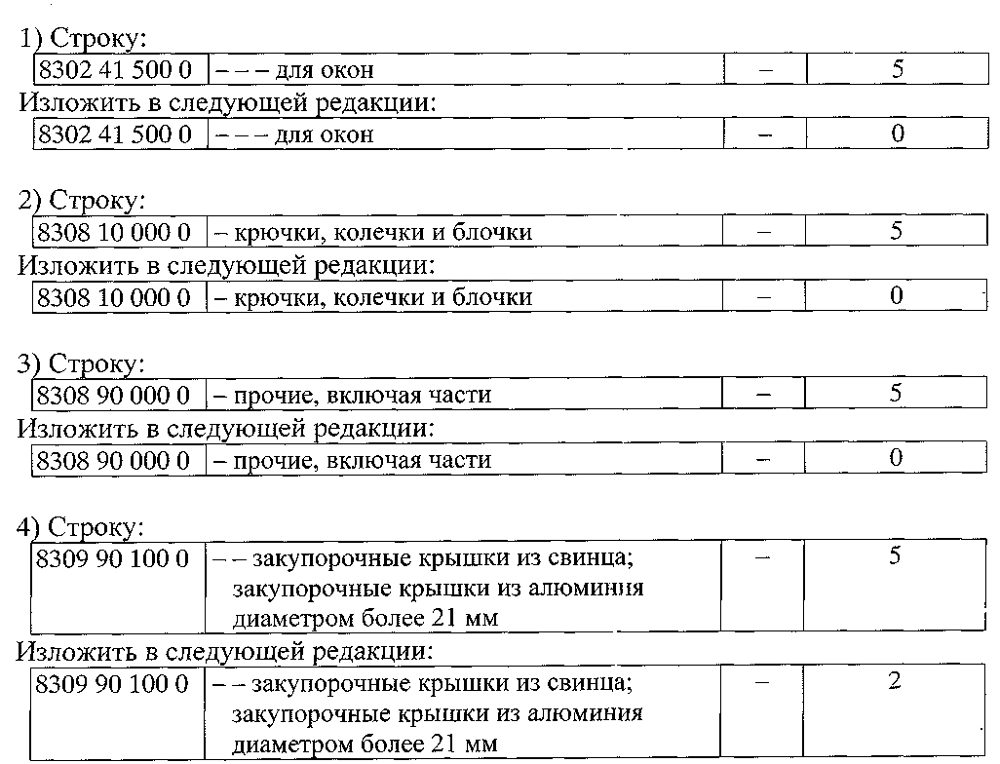 1) Строку:
8302 41 500 0 – – – для окон – 5
Изложить в следующей редакции:
8302 41 500 0 – – – для окон – 0
2) Строку:
8308 10 000 0 – крючки, колечки и блочки – 5
Изложить в следующей редакции:
8308 10 000 0 – крючки, колечки и блочки – 0
3) Строку:
8308 90 000 0 – прочие, включая части – 5
Изложить в следующей редакции:
8308 90 000 0 – прочие, включая части – 0
4) Строку:
8309 90 100 0 – – закупорочные крышки из свинца; – 5
закупорочные крышки из алюминия
диаметром более 21 мм
Изложить в следующей редакции:
8309 90 100 0 – – закупорочные крышки из свинца; – 2
закупорочные крышки из алюминия
диаметром более 21 мм